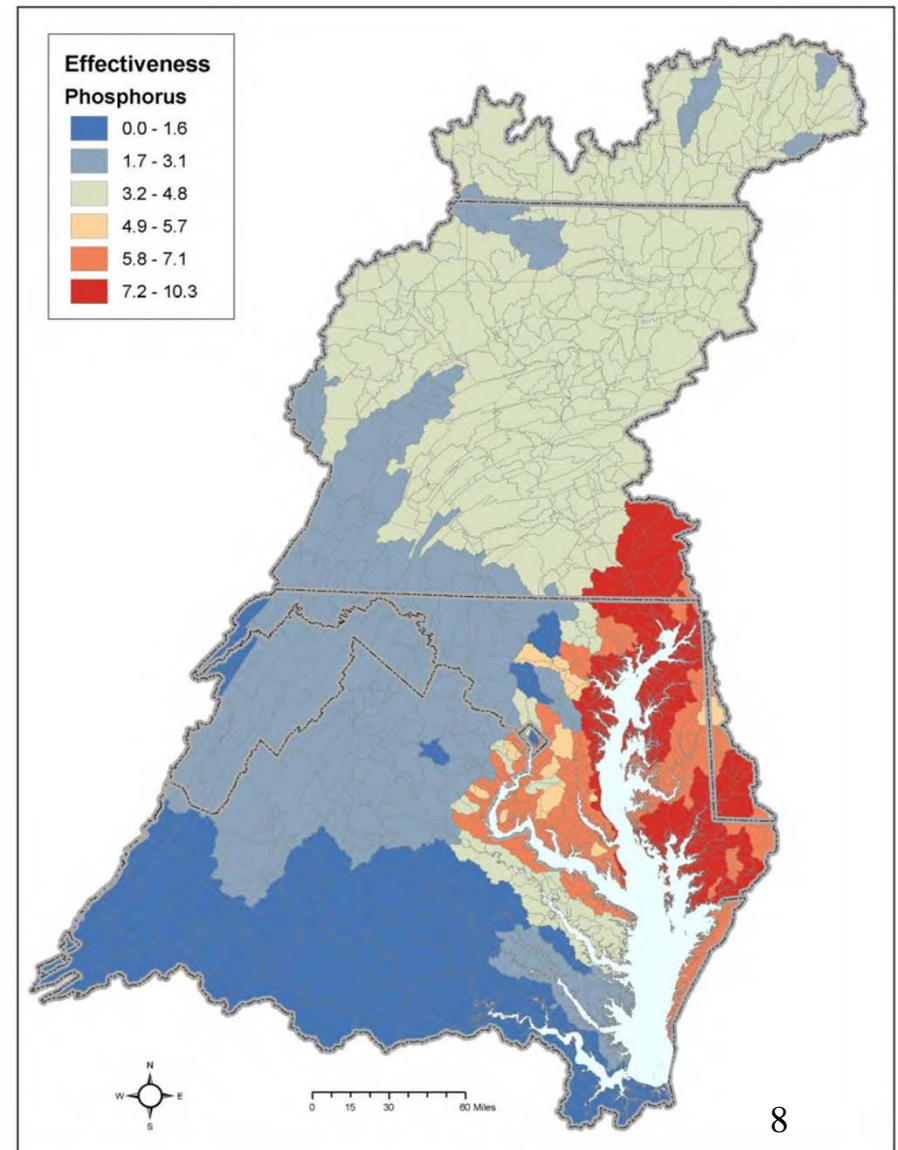 Effectiveness
Phosphorus
0.0 - 1.6
1.7 - 3.1
3.2 - 4.8
4.9 - 5.7
5.8 - 7.1
7.2 - 10.3
N
W E
S
0 15 30 60 Miles
8